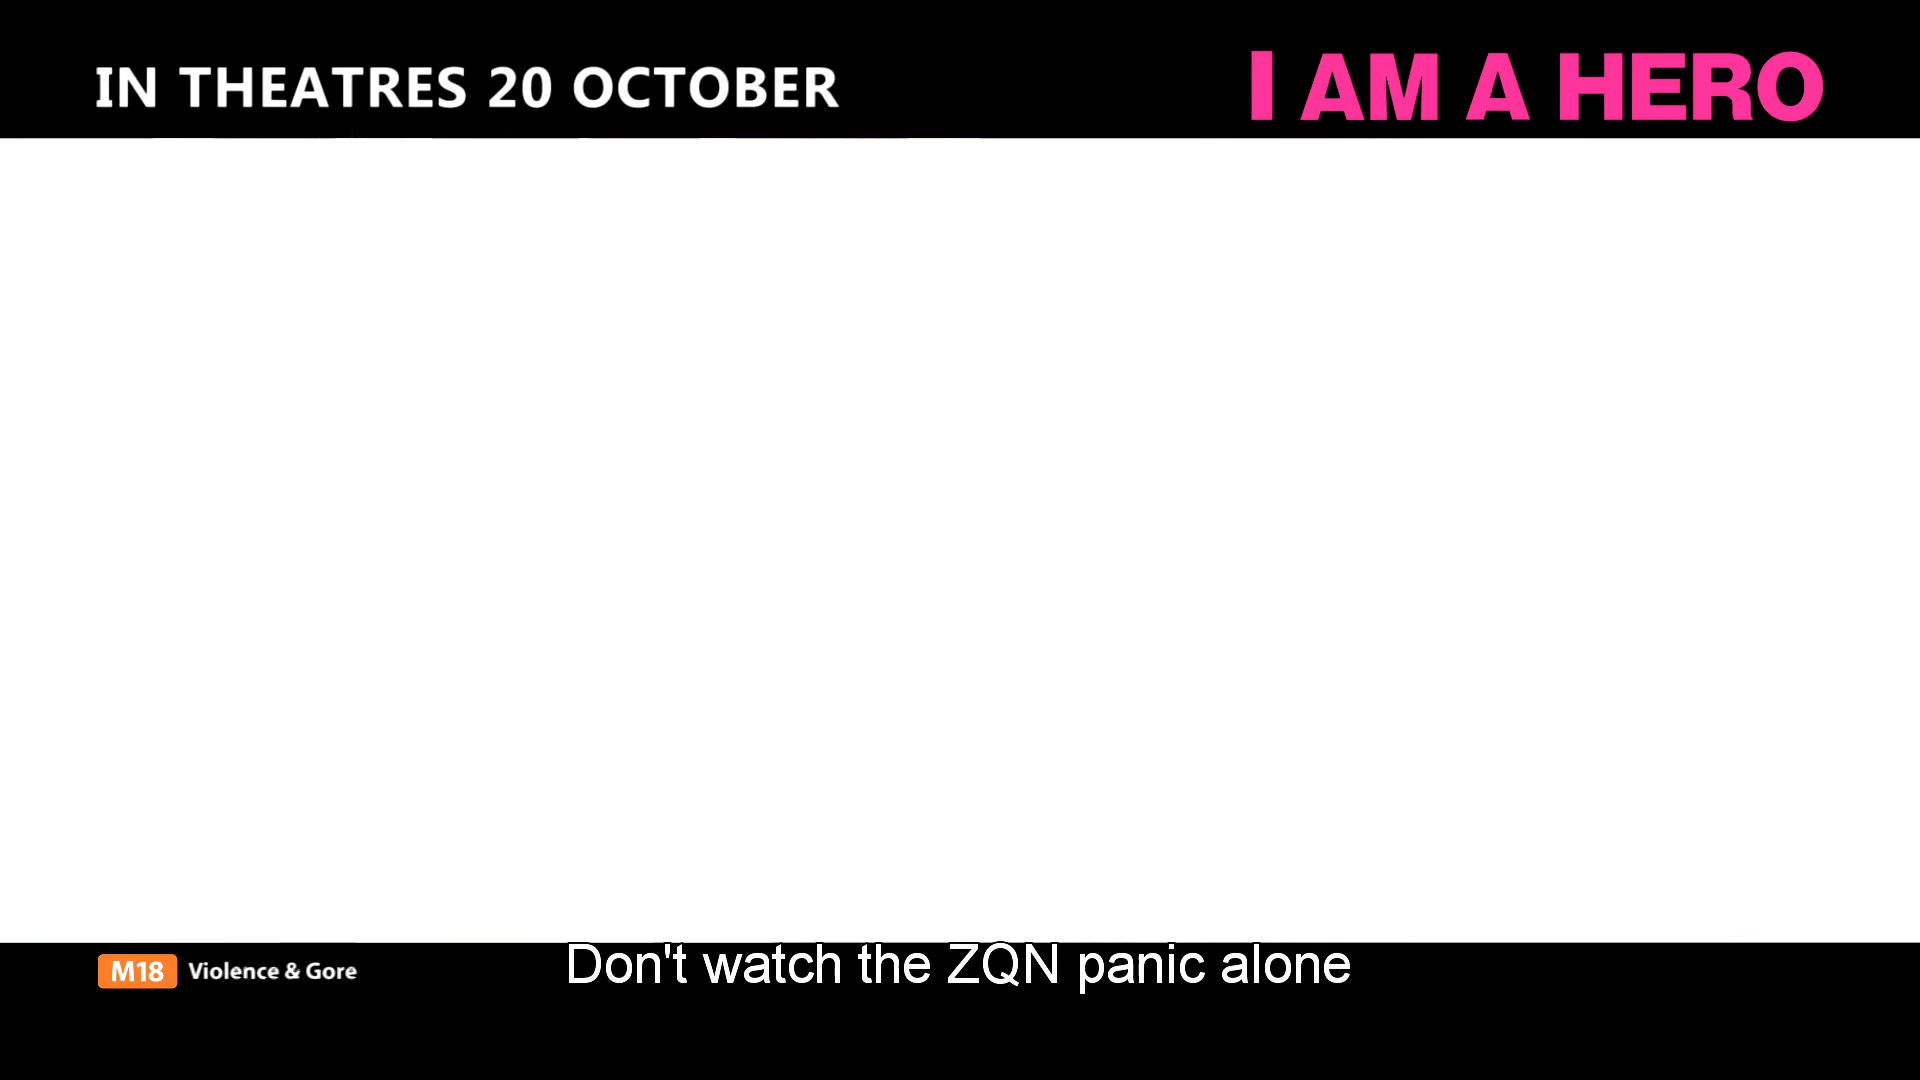 IN THEATRES 20 OCTOBER
I AM A HERO
M18 Violence & Gore
Don't watch the ZQN panic alone